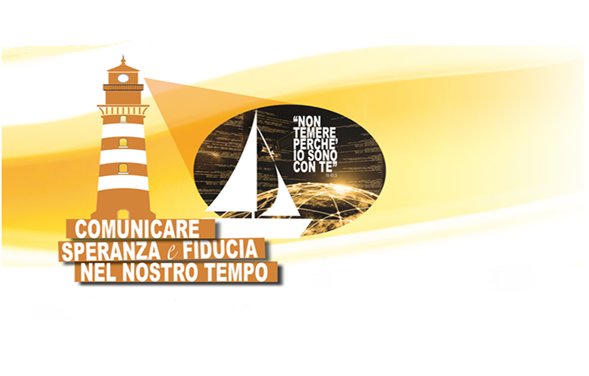 “NON
TEMERE
PERCHE’
IO SONO
CON TE”
COMUNICARE
SPERANZA e FIDUCIA
NEL NOSTRO TEMPO